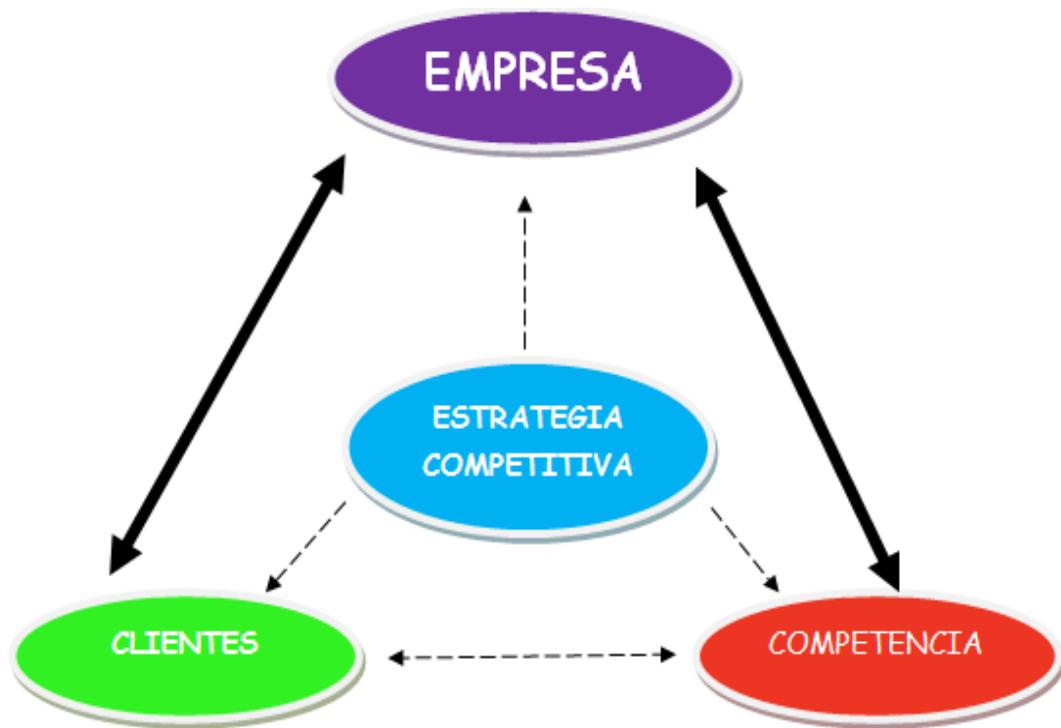 EMPRESA
ESTRATEGIA
COMPETITIVA
CLIENTES
COMPETENCIA